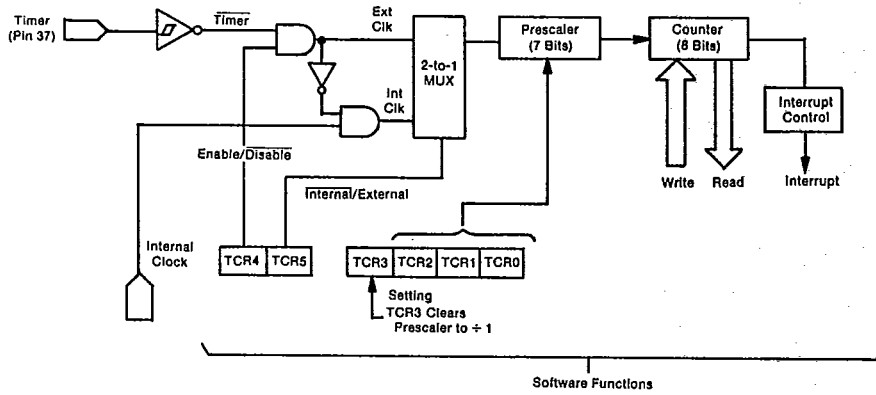 Timer
(Pin 37)
Timer
Ext
Clk
2-to-1
MUX
Prescaler
(7 Bits)
Counter
(8 Bits)
Int
Clk
Interrupt
Control
Enable/Disable
Write
Read
Interrupt
Internal/External
Internal
Clock
TCR4
TCR5
TCR3
TCR2
TCR1
TCR0
Setting
TCR3 Clears
Prescaler to ÷ 1
Software Functions